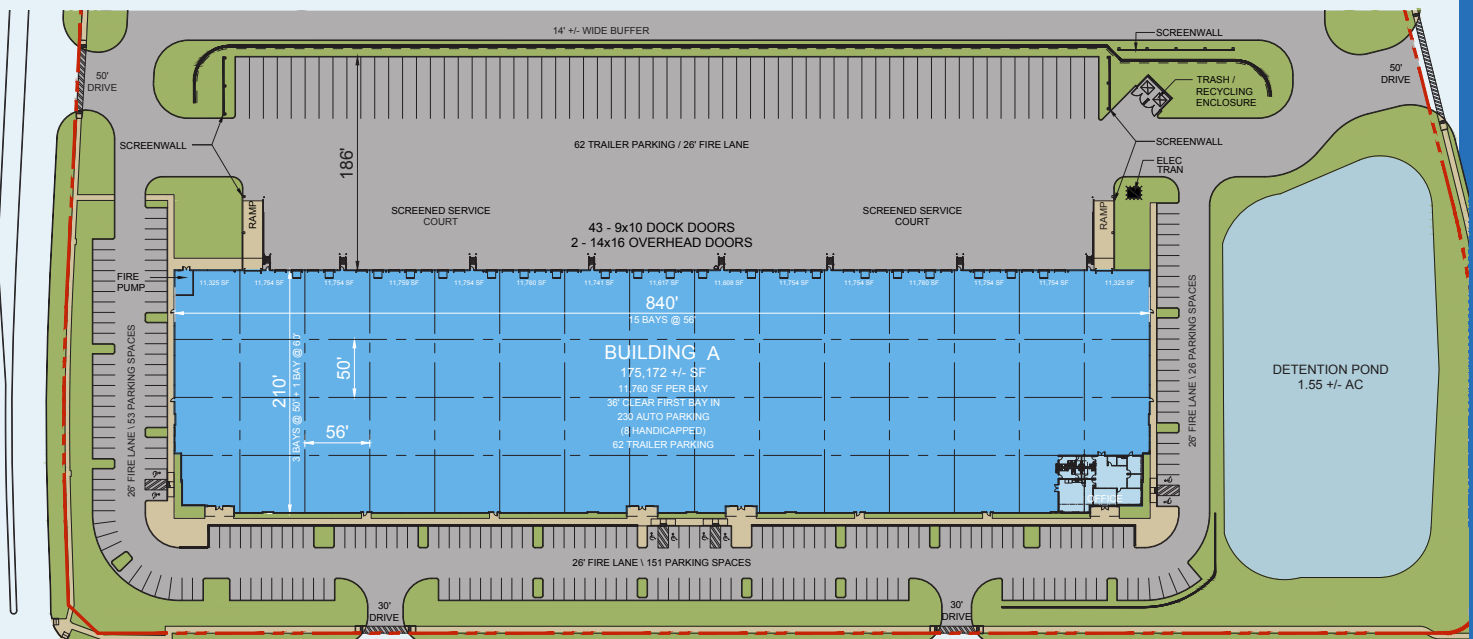 14' +/- WIDE BUFFER
SCREENWALL
50'
DRIVE
50'
DRIVE
TRASH /
RECYCLING
ENCLOSURE
SCREENWALL
62 TRAILER PARKING / 26' FIRE LANE
SCREENWALL
186'
ELEC
TRAN
RAMP
SCREENED SERVICE
COURT
SCREENED SERVICE
COURT
RAMP
43 - 9x10 DOCK DOORS
2 - 14x16 OVERHEAD DOORS
FIRE
PUMP
11,325 SF
11,754 SF
11,754 SF
11,759 SF
11,754 SF
11,760 SF
11,741 SF
11,617 SF
11,608 SF
11,754 SF
11,754 SF
11,760 SF
11,754 SF
11,754 SF
11,325 SF
840'
15 BAYS @ 56'
BUILDING A
175,172 +/- SF
11,760 SF PER BAY
36' CLEAR FIRST BAY IN
230 AUTO PARKING
(8 HANDICAPPED)
62 TRAILER PARKING
210'
3 BAYS @ 50' + 1 BAY @ 60'
50'
56'
OFFICE
26' FIRE LANE \ 53 PARKING SPACES
26' FIRE LANE \ 26 PARKING SPACES
DETENTION POND
1.55 +/- AC
26' FIRE LANE \ 151 PARKING SPACES
30'
DRIVE
30'
DRIVE